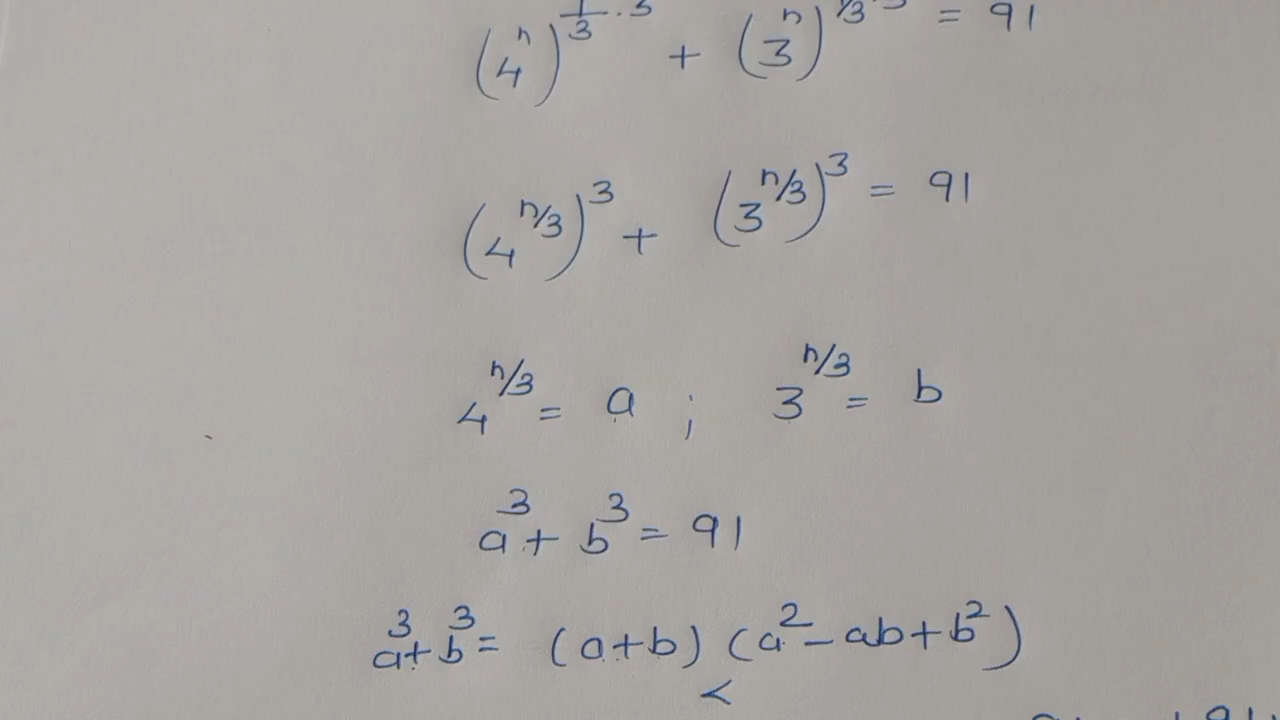 (4^n)^{1/3 · 3} + (3^n)^{1/3 · 3} = 91
(4^{n/3})^3 + (3^{n/3})^3 = 91
4^{n/3} = a ; 3^{n/3} = b
a^3 + b^3 = 91
a^3 + b^3 = (a+b) (a^2 - ab + b^2)
<